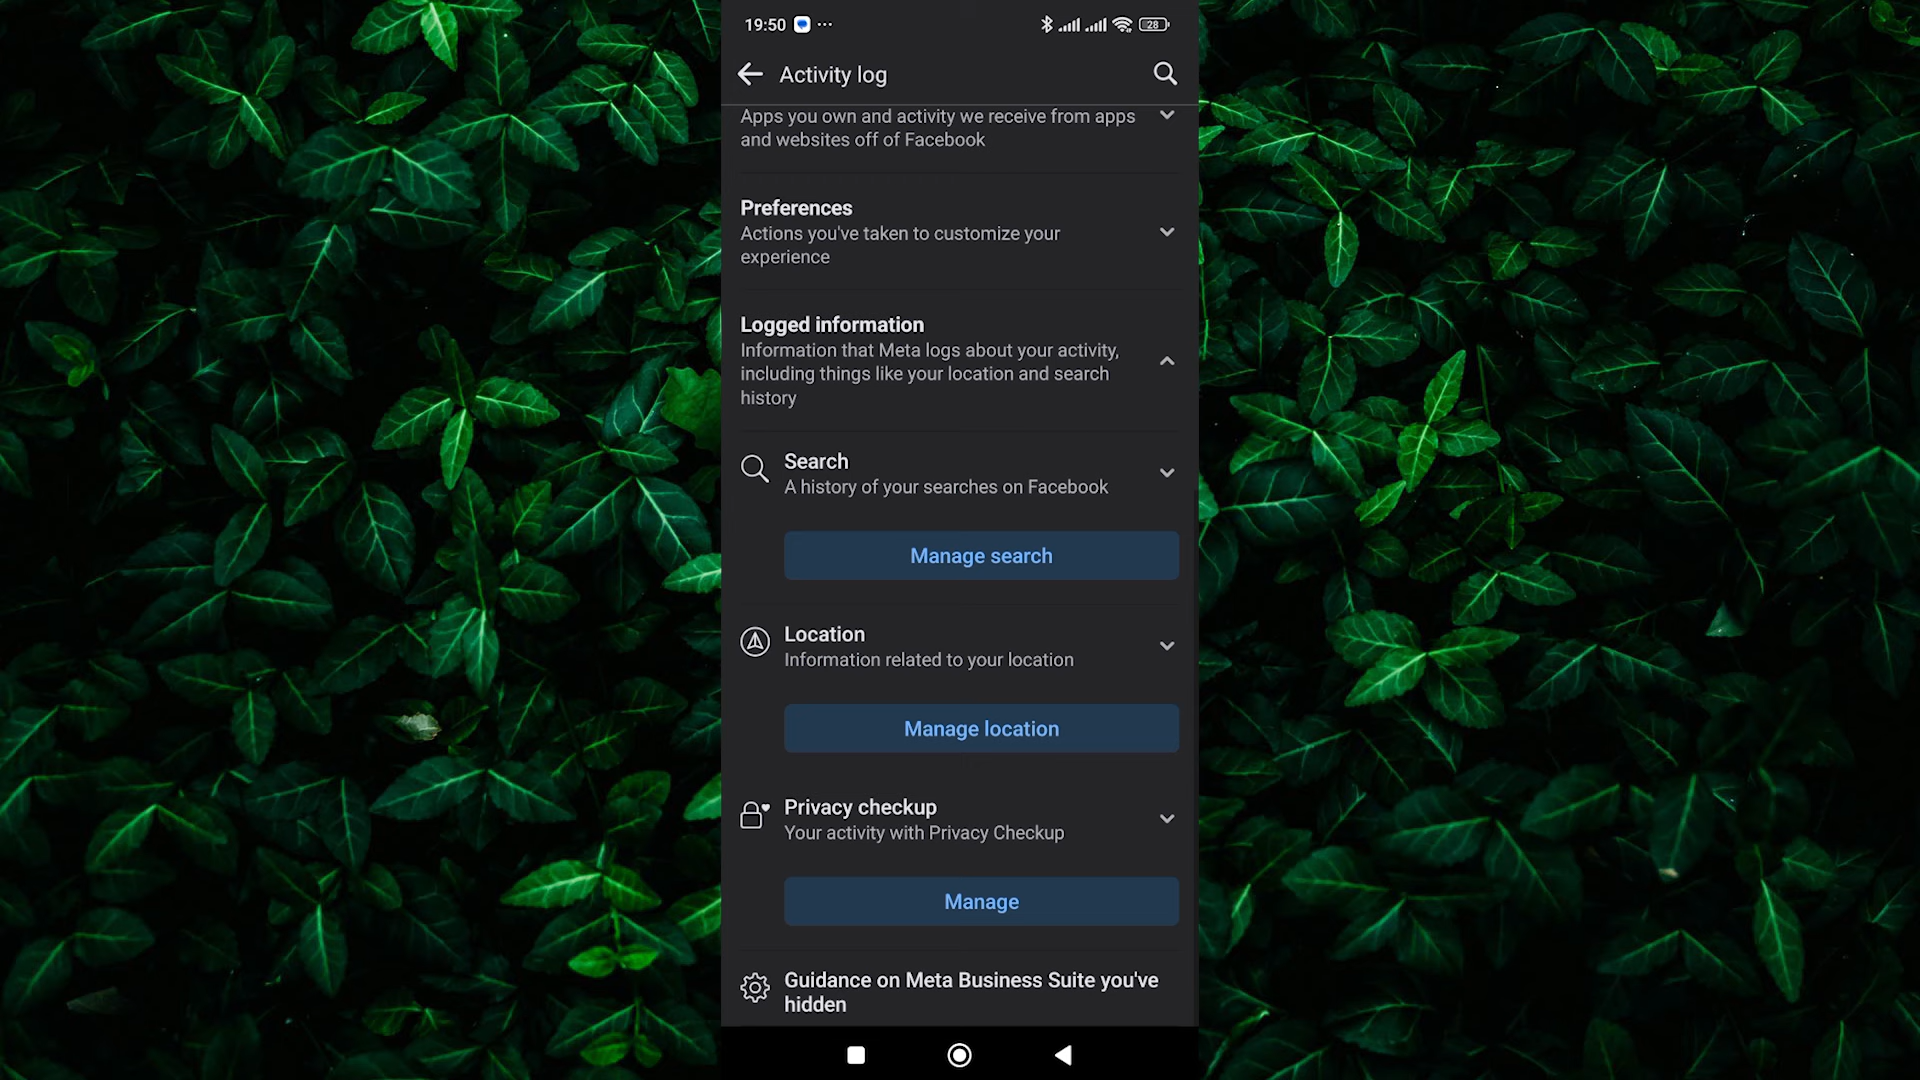 19:50
28
Activity log
Apps you own and activity we receive from apps
and websites off of Facebook
Preferences
Actions you've taken to customize your
experience
Logged information
Information that Meta logs about your activity,
including things like your location and search
history
Search
A history of your searches on Facebook
Manage search
Location
Information related to your location
Manage location
Privacy checkup
Your activity with Privacy Checkup
Manage
Guidance on Meta Business Suite you've
hidden